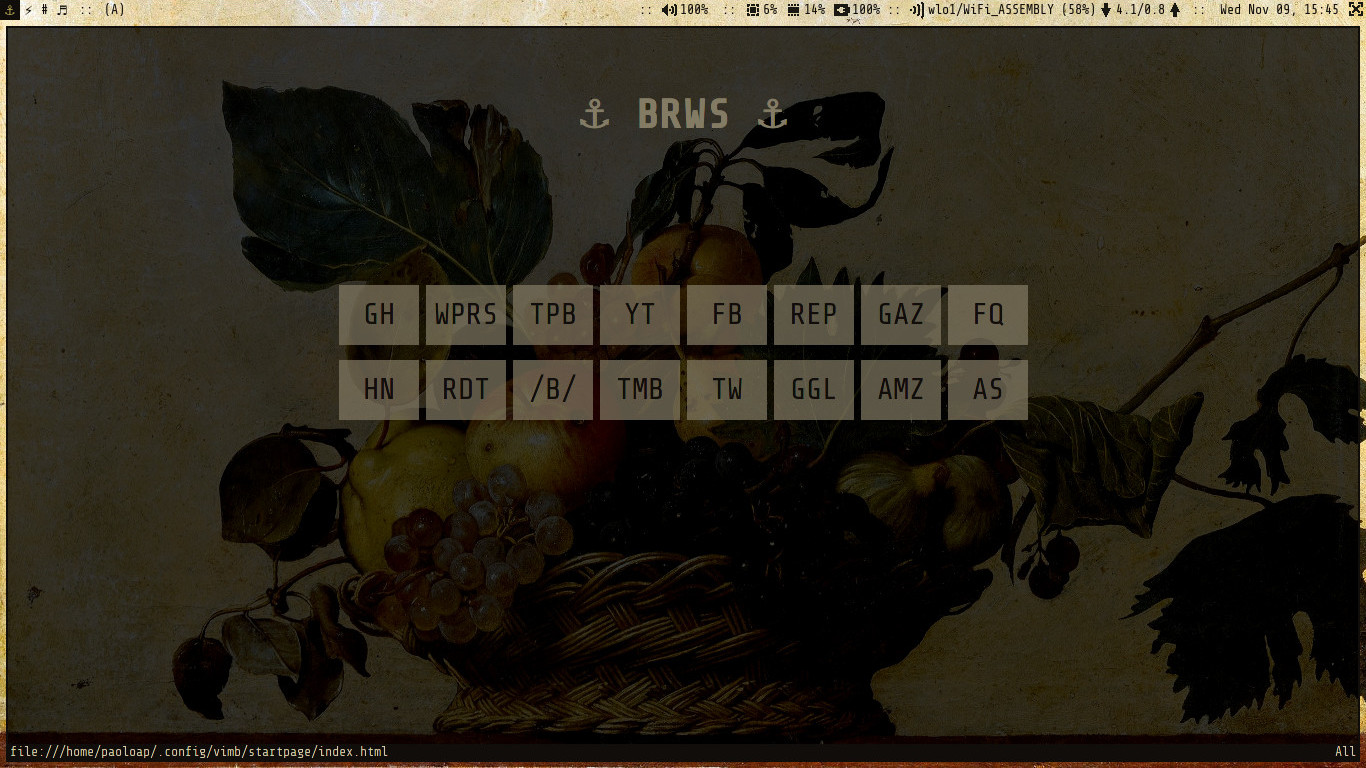 # :: (A) :: 100% :: 6% 14% 100% :: wlo1/WiFi_ASSEMBLY (58%) 4.1/0.8 :: Wed Nov 09, 15:45
BRWS
GH WPRS TPB YT FB REP GAZ FQ
HN RDT /B/ TMB TW GGL AMZ AS
file:///home/paoloap/.config/vimb/startpage/index.html All